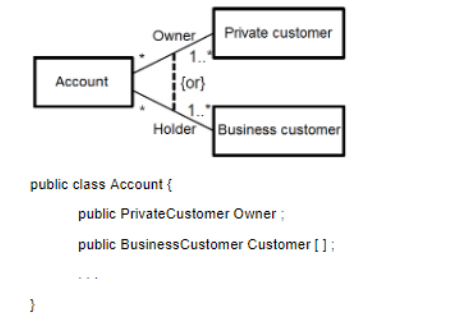 Owner
Private customer
*
1..*
Account
{or}
*
1..*
Holder
Business customer
public class Account {
public PrivateCustomer Owner ;
public BusinessCustomer Customer [ ] ;
. . .
}